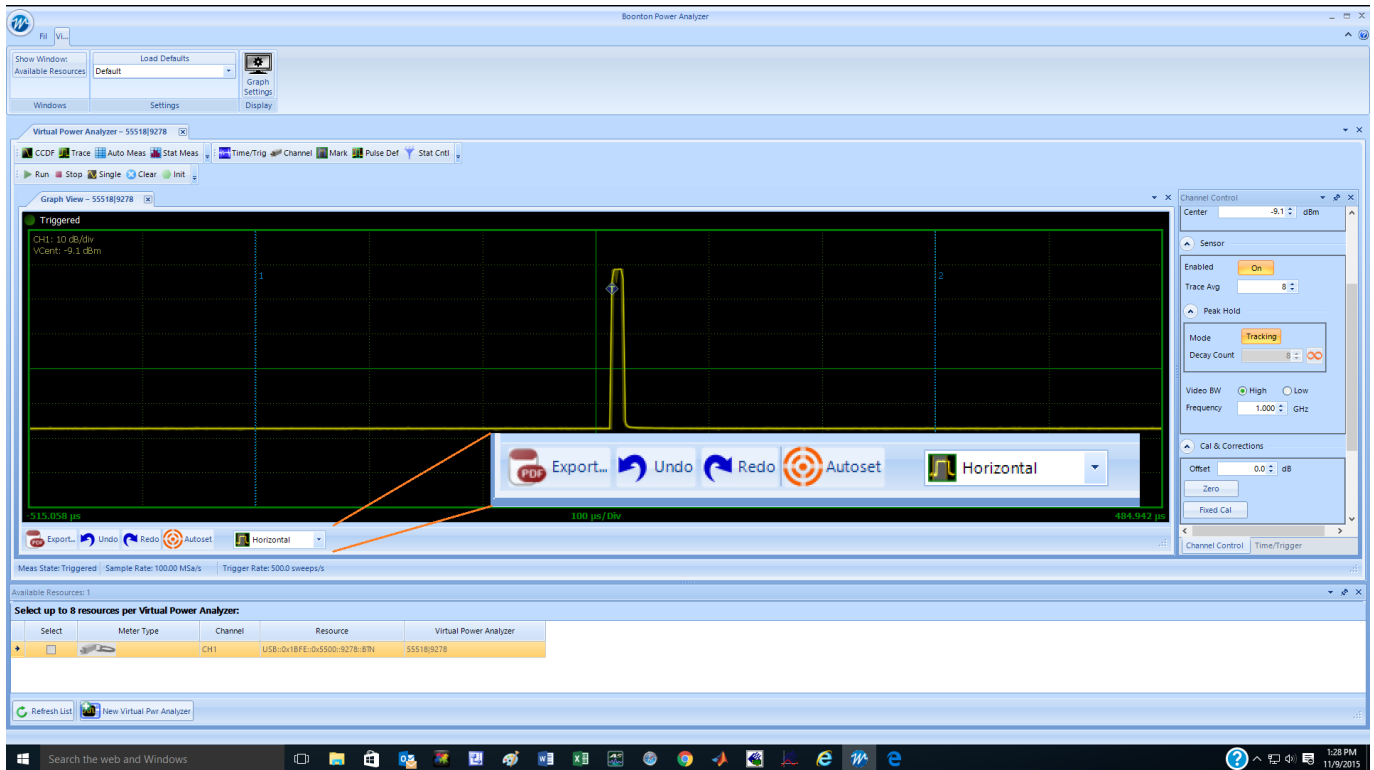 Boonton Power Analyzer
Fil Vi...
Show Window: Load Defaults
Available Resources Default
Graph
Settings
Windows Settings Display
Virtual Power Analyzer – 55518|9278
CCDF Trace Auto Meas Stat Meas Time/Trig Channel Mark Pulse Def Stat Cntl
Run Stop Single Clear Init
Graph View – 55518|9278
Triggered
CH1: 10 dB/div
VCent: -9.1 dBm
1
2
T
Export... Undo Redo Autoset Horizontal
-515.058 µs 100 µs/Div 484.942 µs
Export... Undo Redo Autoset Horizontal
Channel Control
Center -9.1 dBm
Sensor
Enabled On
Trace Avg 8
Peak Hold
Mode Tracking
Decay Count 8
Video BW High Low
Frequency 1.000 GHz
Cal & Corrections
Offset 0.0 dB
Zero
Fixed Cal
Channel Control Time/Trigger
Meas State: Triggered Sample Rate: 100.00 MSa/s Trigger Rate: 500.0 sweeps/s
Available Resources: 1
Select up to 8 resources per Virtual Power Analyzer:
Select Meter Type Channel Resource Virtual Power Analyzer
CH1 USB::0x1BFE::0x5500::9278::BTN 55518|9278
Refresh List New Virtual Pwr Analyzer
Search the web and Windows
1:28 PM
11/9/2015